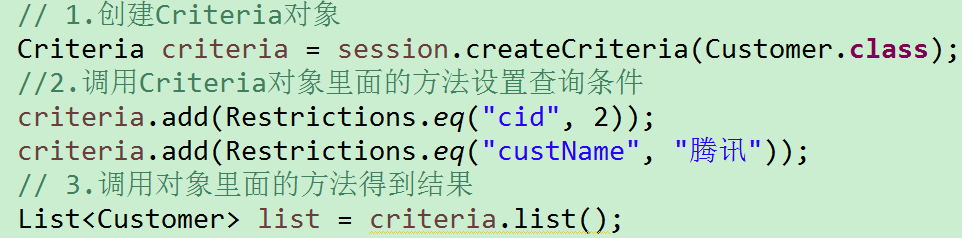 // 1.创建Criteria对象
Criteria criteria = session.createCriteria(Customer.class);
//2.调用Criteria对象里面的方法设置查询条件
criteria.add(Restrictions.eq("cid", 2));
criteria.add(Restrictions.eq("custName", "腾讯"));
// 3.调用对象里面的方法得到结果
List<Customer> list = criteria.list();